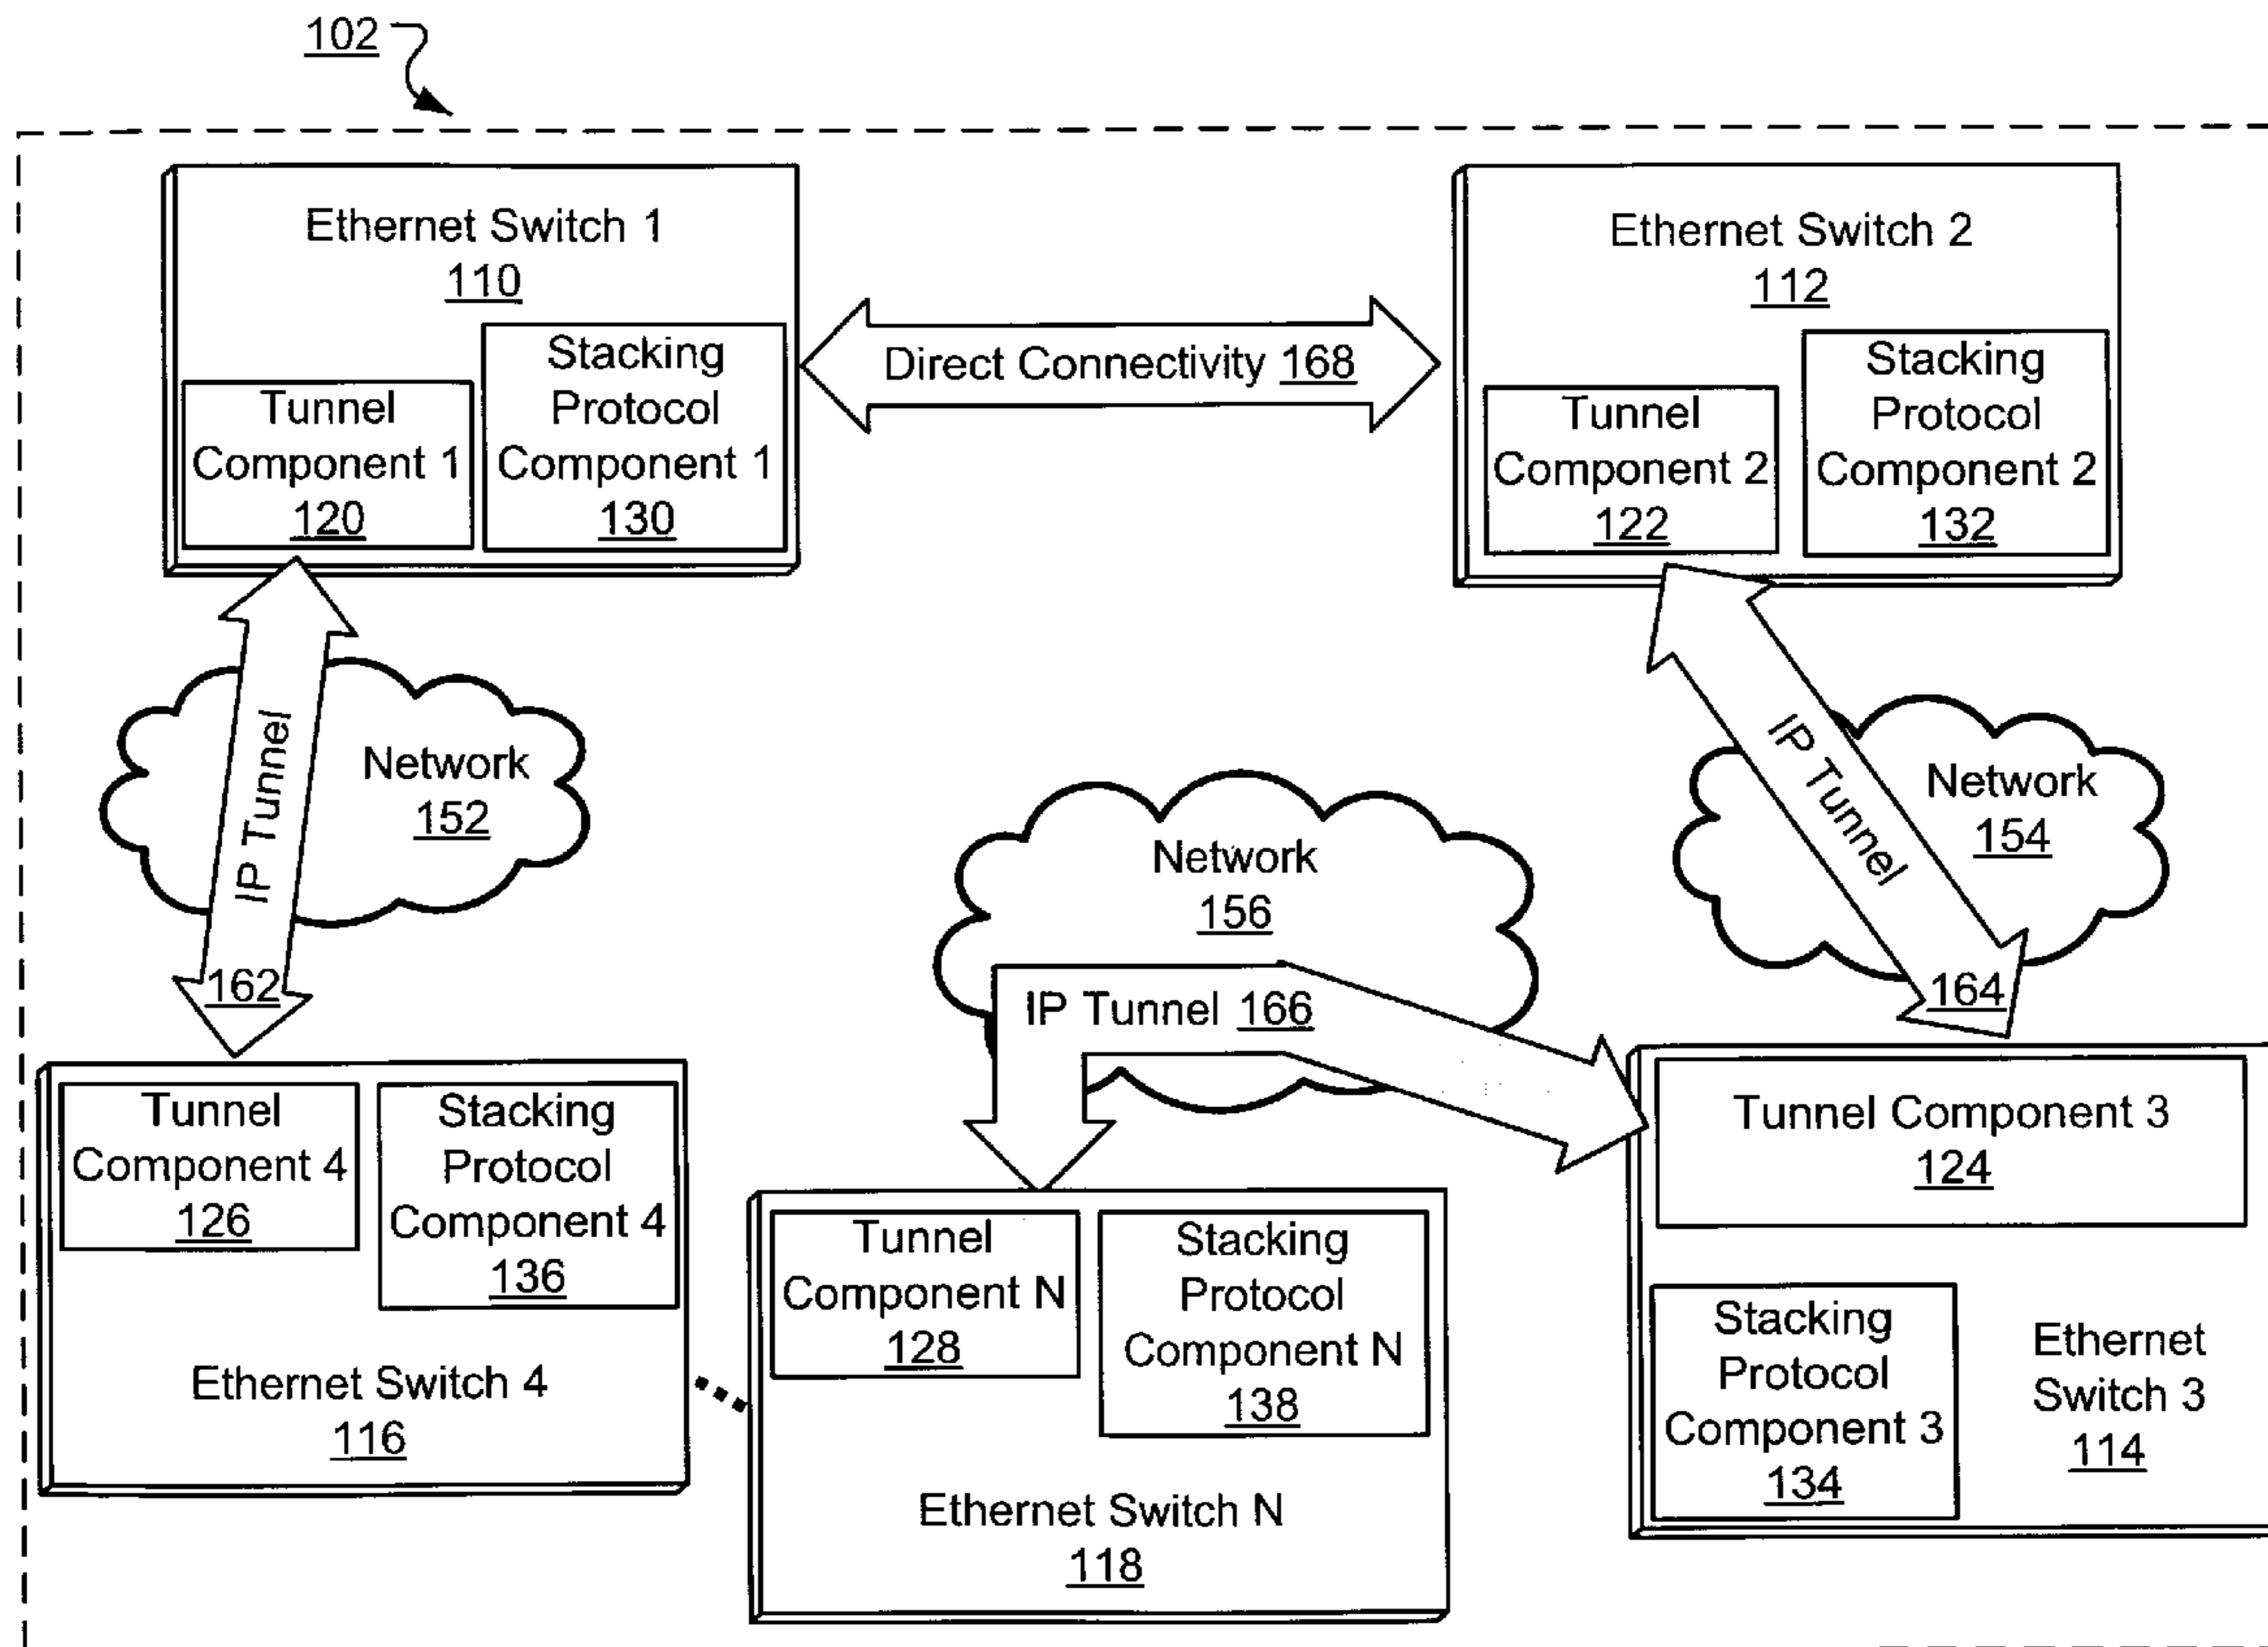 102
Ethernet Switch 1
110
Tunnel
Component 1
120
Stacking
Protocol
Component 1
130
Direct Connectivity 168
Ethernet Switch 2
112
Tunnel
Component 2
122
Stacking
Protocol
Component 2
132
IP Tunnel
162
Network
152
Network
156
IP Tunnel 166
IP Tunnel
164
Network
154
Tunnel
Component 4
126
Stacking
Protocol
Component 4
136
Ethernet Switch 4
116
Tunnel
Component N
128
Stacking
Protocol
Component N
138
Ethernet Switch N
118
Tunnel Component 3
124
Stacking
Protocol
Component 3
134
Ethernet
Switch 3
114